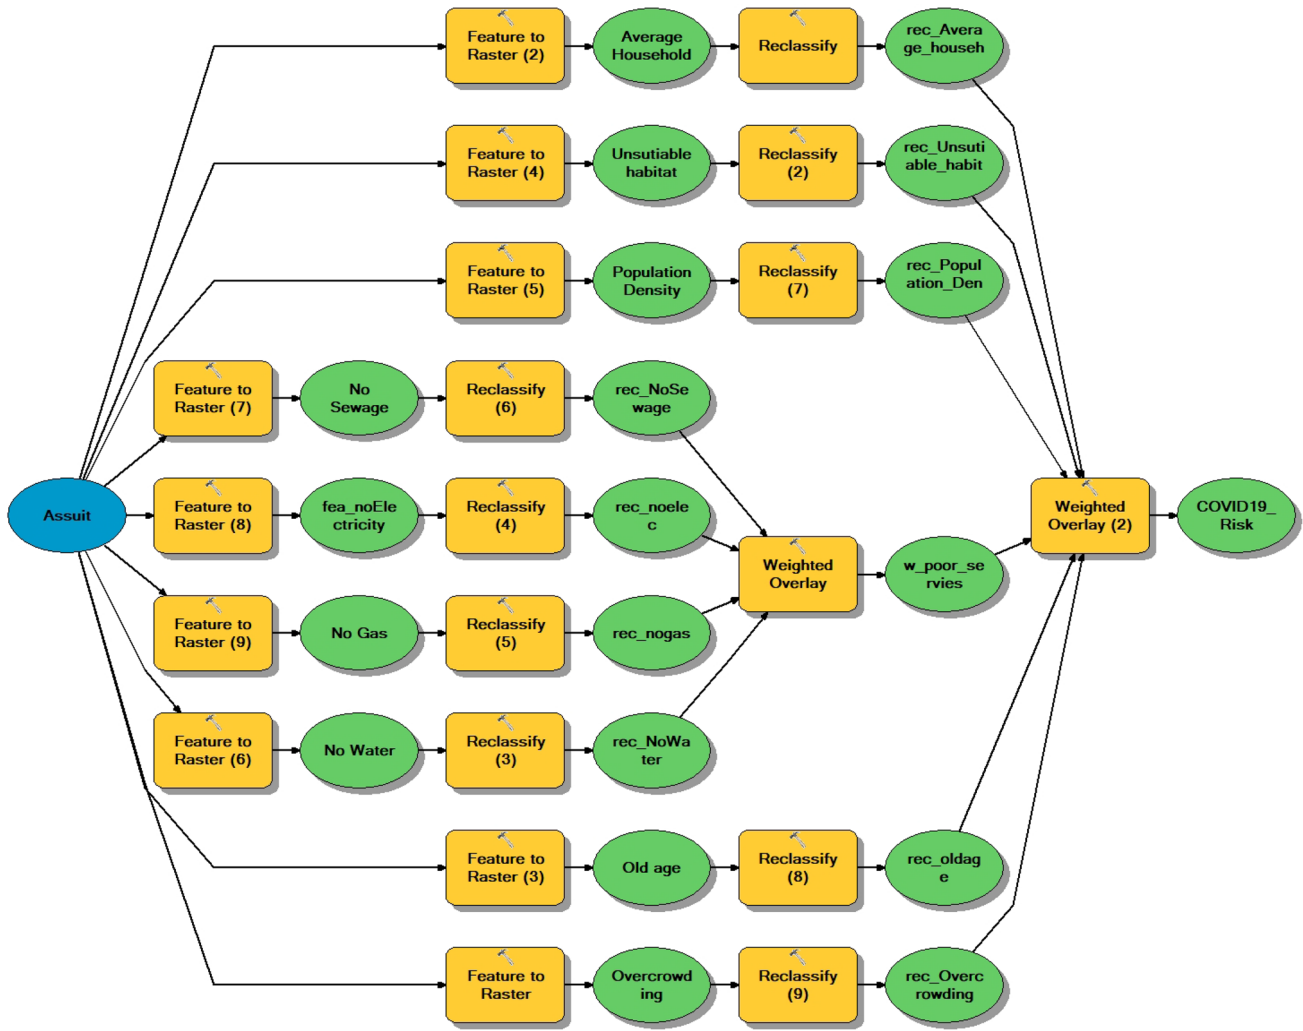 Feature to
Raster (2)
Average
Household
Reclassify
rec_Avera
ge_househ
Feature to
Raster (4)
Unsutiable
habitat
Reclassify
(2)
rec_Unsuti
able_habit
Feature to
Raster (5)
Population
Density
Reclassify
(7)
rec_Popul
ation_Den
Feature to
Raster (7)
No
Sewage
Reclassify
(6)
rec_NoSe
wage
Assuit
Feature to
Raster (8)
fea_noEle
ctricity
Reclassify
(4)
rec_noele
c
Weighted
Overlay (2)
COVID19_
Risk
Weighted
Overlay
w_poor_se
rvies
Feature to
Raster (9)
No Gas
Reclassify
(5)
rec_nogas
Feature to
Raster (6)
No Water
Reclassify
(3)
rec_NoWa
ter
Feature to
Raster (3)
Old age
Reclassify
(8)
rec_oldag
e
Feature to
Raster
Overcrowd
ing
Reclassify
(9)
rec_Overc
rowding